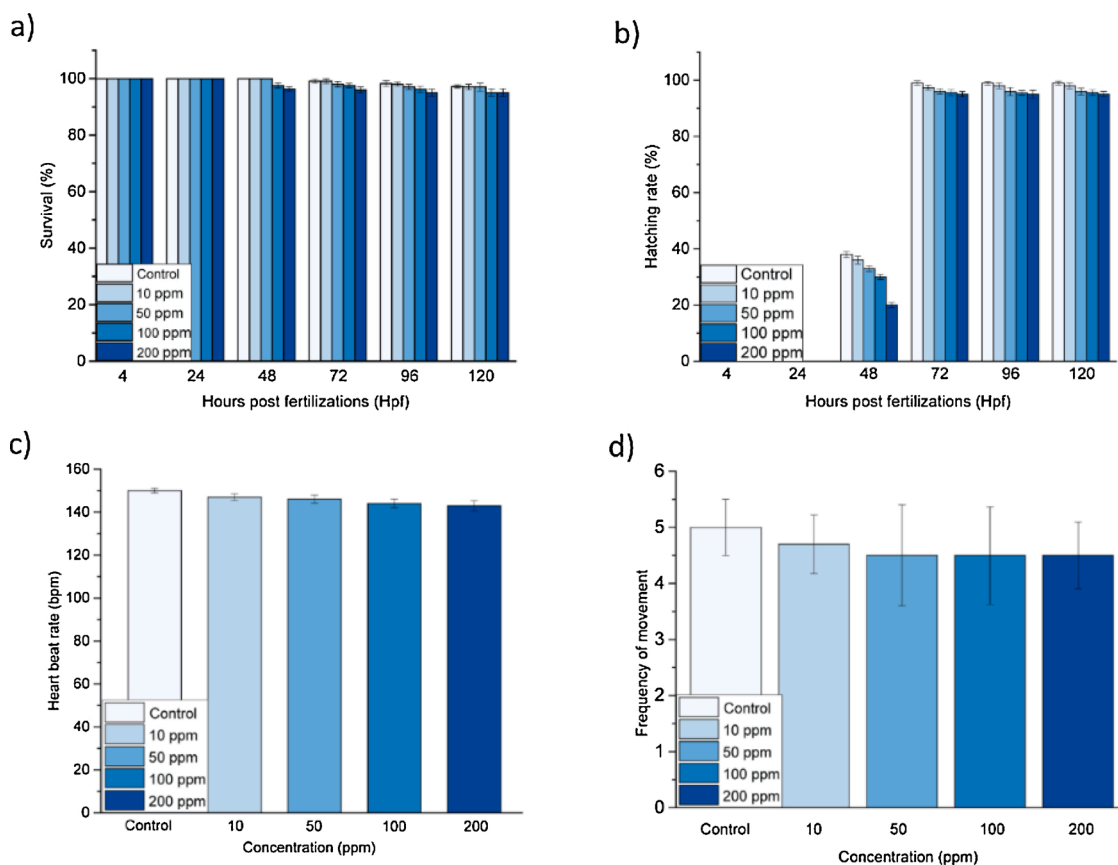 a)
100
80
60
40
20
0
Survival (%)
Control
10 ppm
50 ppm
100 ppm
200 ppm
4 24 48 72 96 120
Hours post fertilizations (Hpf)
b)
100
80
60
40
20
0
Hatching rate (%)
Control
10 ppm
50 ppm
100 ppm
200 ppm
4 24 48 72 96 120
Hours post fertilizations (Hpf)
c)
160
140
120
100
80
60
40
20
0
Heart beat rate (bpm)
Control
10 ppm
50 ppm
100 ppm
200 ppm
Control 10 50 100 200
Concentration (ppm)
d)
6
5
4
3
2
1
0
Frequency of movement
Control
10 ppm
50 ppm
100 ppm
200 ppm
Control 10 50 100 200
Concentration (ppm)